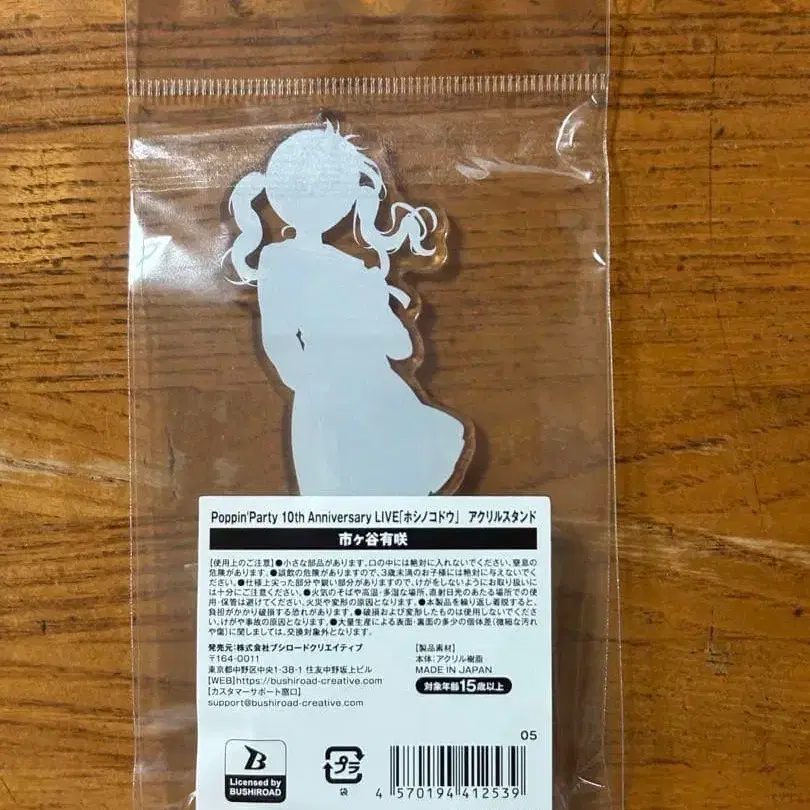 Poppin'Party 10th Anniversary LIVE「ホシノコドウ」 アクリルスタンド
市ヶ谷有咲
【使用上のご注意】●小さな部品があります。口の中には絶対に入れないでください。窒息の
危険があります。●誤飲の危険がありますので、3歳未満のお子様には絶対に与えないでくだ
さい。●仕様上尖った部分や鋭い部分がありますので、けがをしないようにお取り扱いに
は十分にご注意ください。●火気のそばや高温・多湿な場所、直射日光のあたる場所での使
用・保管は避けてください。火災や変形の原因となります。●本製品を繰り返し着脱すると、
負担がかかり破損する恐れがあります。●破損および変形したものは使用しないでくださ
い。けがや事故の原因となります。●大量生産による表面・裏面の多少の個体差(微細な汚れ
や傷)に関しましては、交換対象外となります。
発売元:株式会社ブシロードクリエイティブ
〒164-0011
東京都中野区中央1-38-1 住友中野坂上ビル
[WEB]https://bushiroad-creative.com
[カスタマーサポート窓口]
support@bushiroad-creative.com
【製品素材】
本体:アクリル樹脂
MADE IN JAPAN
対象年齢15歳以上
05
B
Licensed by
BUSHIROAD
プラ
袋
4 570194 412539